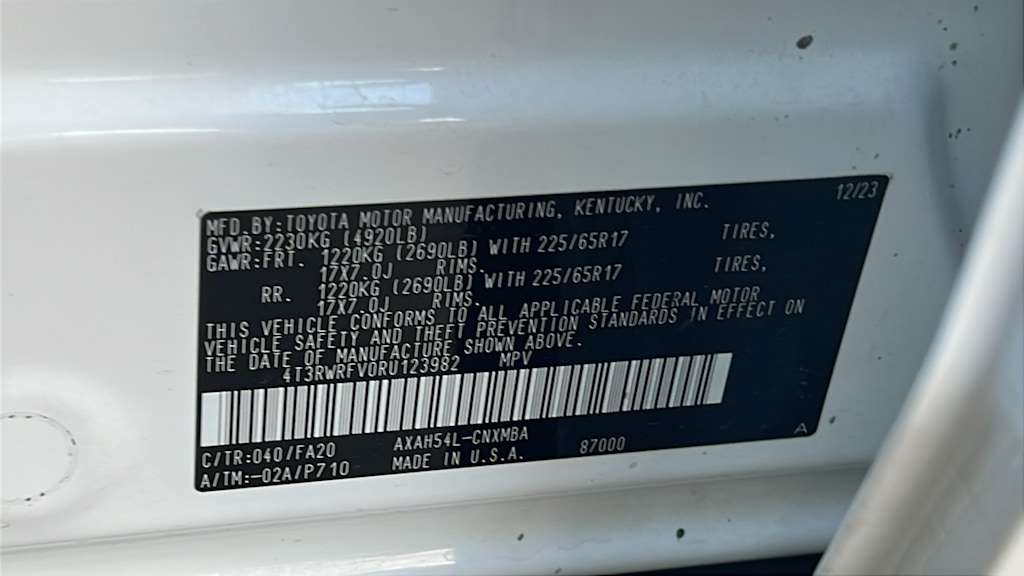 12/23
MFD.BY:TOYOTA MOTOR MANUFACTURING, KENTUCKY, INC.
GVWR:2230KG (4920LB)
GAWR:FRT. 1220KG (2690LB) WITH 225/65R17 TIRES,
17X7.0J RIMS.
RR. 1220KG (2690LB) WITH 225/65R17 TIRES,
17X7.0J RIMS.
THIS VEHICLE CONFORMS TO ALL APPLICABLE FEDERAL MOTOR
VEHICLE SAFETY AND THEFT PREVENTION STANDARDS IN EFFECT ON
THE DATE OF MANUFACTURE SHOWN ABOVE.
4T3RWRFV0RU123982 MPV
C/TR:040/FA20 AXAH54L-CNXMBA 87000 A
A/TM:-02A/P710 MADE IN U.S.A.